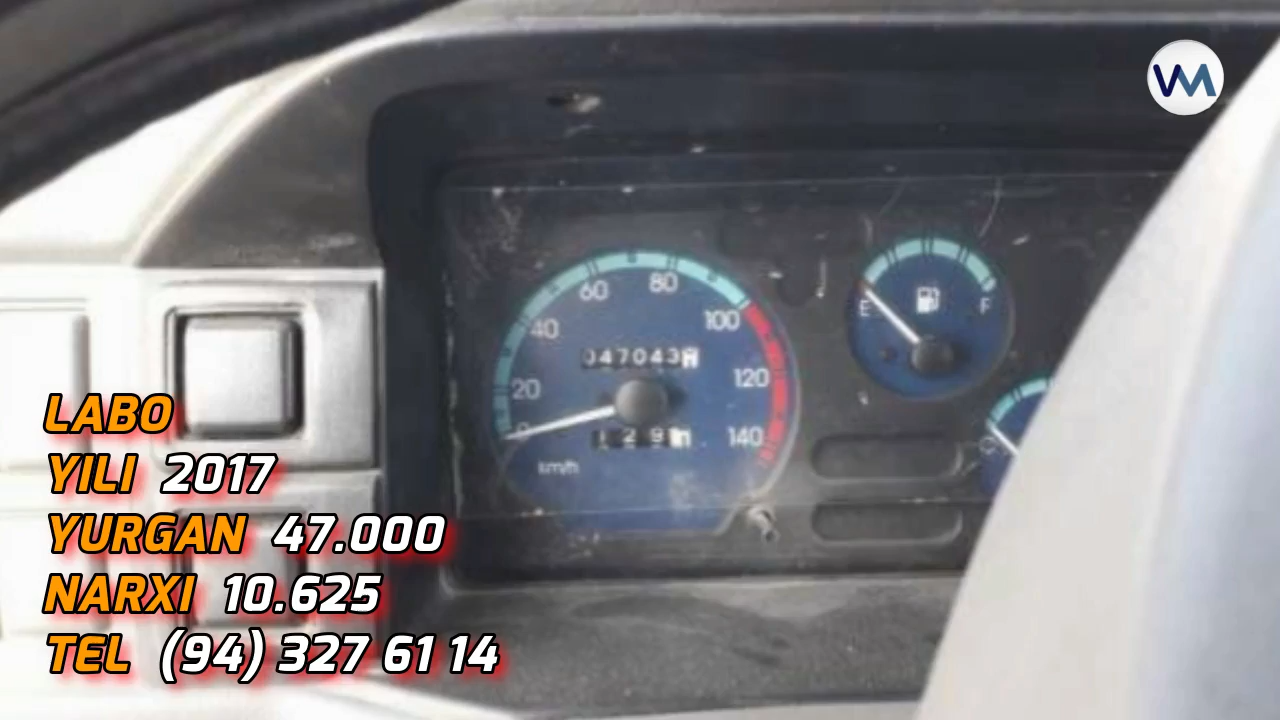 VM
60
80
40
100
E
F
047043
20
120
140
km/h
LABO
YILI 2017
YURGAN 47.000
NARXI 10.625
TEL (94) 327 61 14